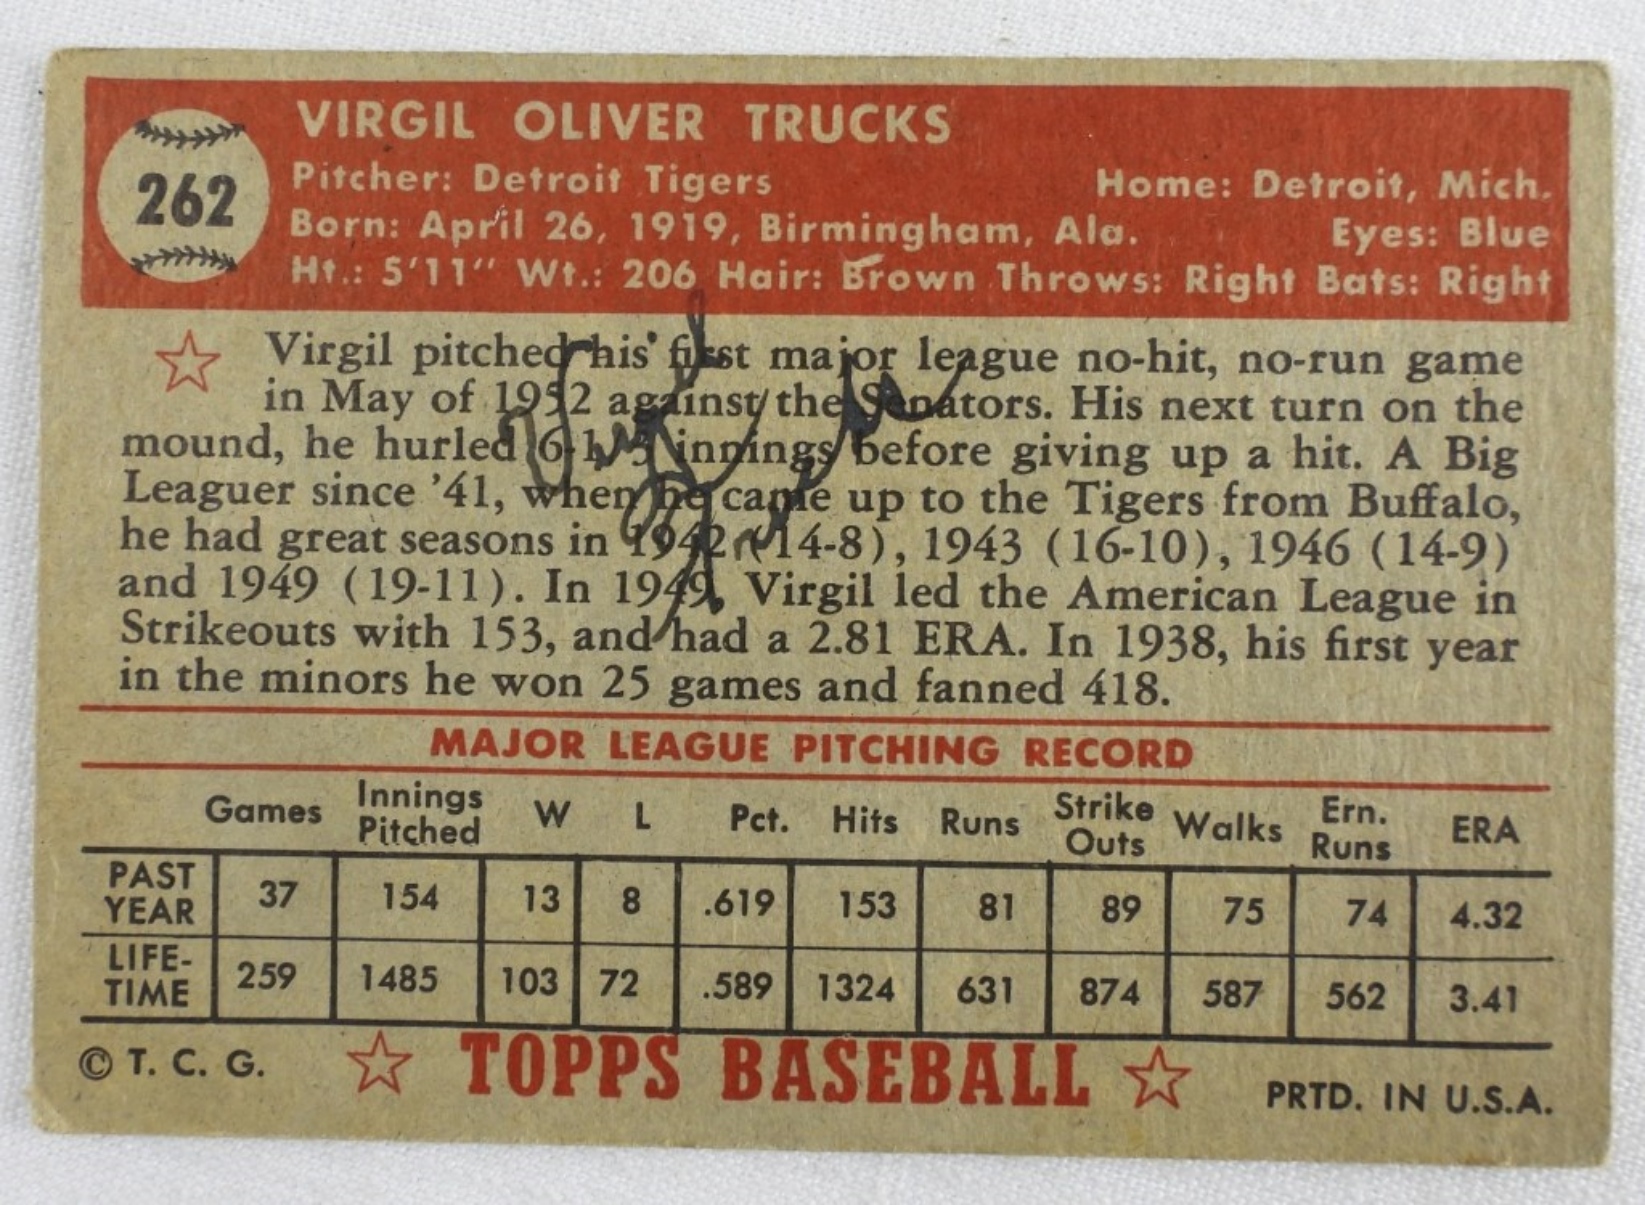 262
VIRGIL OLIVER TRUCKS
Pitcher: Detroit Tigers Home: Detroit, Mich.
Born: April 26, 1919, Birmingham, Ala. Eyes: Blue
Ht.: 5'11" Wt.: 206 Hair: Brown Throws: Right Bats: Right
Virgil pitched his first major league no-hit, no-run game
in May of 1952 against the Senators. His next turn on the
mound, he hurled 6 innings before giving up a hit. A Big
Leaguer since '41, when he came up to the Tigers from Buffalo,
he had great seasons in 1942 (14-8), 1943 (16-10), 1946 (14-9)
and 1949 (19-11). In 1949, Virgil led the American League in
Strikeouts with 153, and had a 2.81 ERA. In 1938, his first year
in the minors he won 25 games and fanned 418.
MAJOR LEAGUE PITCHING RECORD
Games Innings Pitched W L Pct. Hits Runs Strike Outs Walks Ern. Runs ERA
PAST YEAR 37 154 13 8 .619 153 81 89 75 74 4.32
LIFE-TIME 259 1485 103 72 .589 1324 631 874 587 562 3.41
© T. C. G. TOPPS BASEBALL PRTD. IN U.S.A.